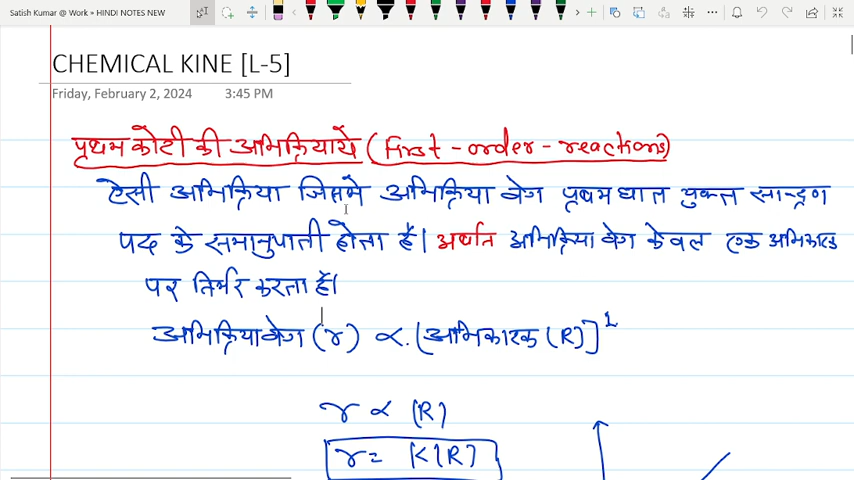 Satish Kumar @ Work » HINDI NOTES NEW
CHEMICAL KINE [L-5]
Friday, February 2, 2024 3:45 PM
प्रथम कोटी की अभिक्रियाये (First-order-reactions)
ऐसी अभिक्रिया जिसमे अभिक्रिया वेग प्रथम घात युक्त सान्द्रण
पद के समानुपाती होता है। अर्थात अभिक्रिया वेग केवल एक अभिकारक
पर निर्भर करता हैं।
अभिक्रिया वेग (r) ∝. [अभिकारक (R)]¹
r ∝ (R)
r = K(R)